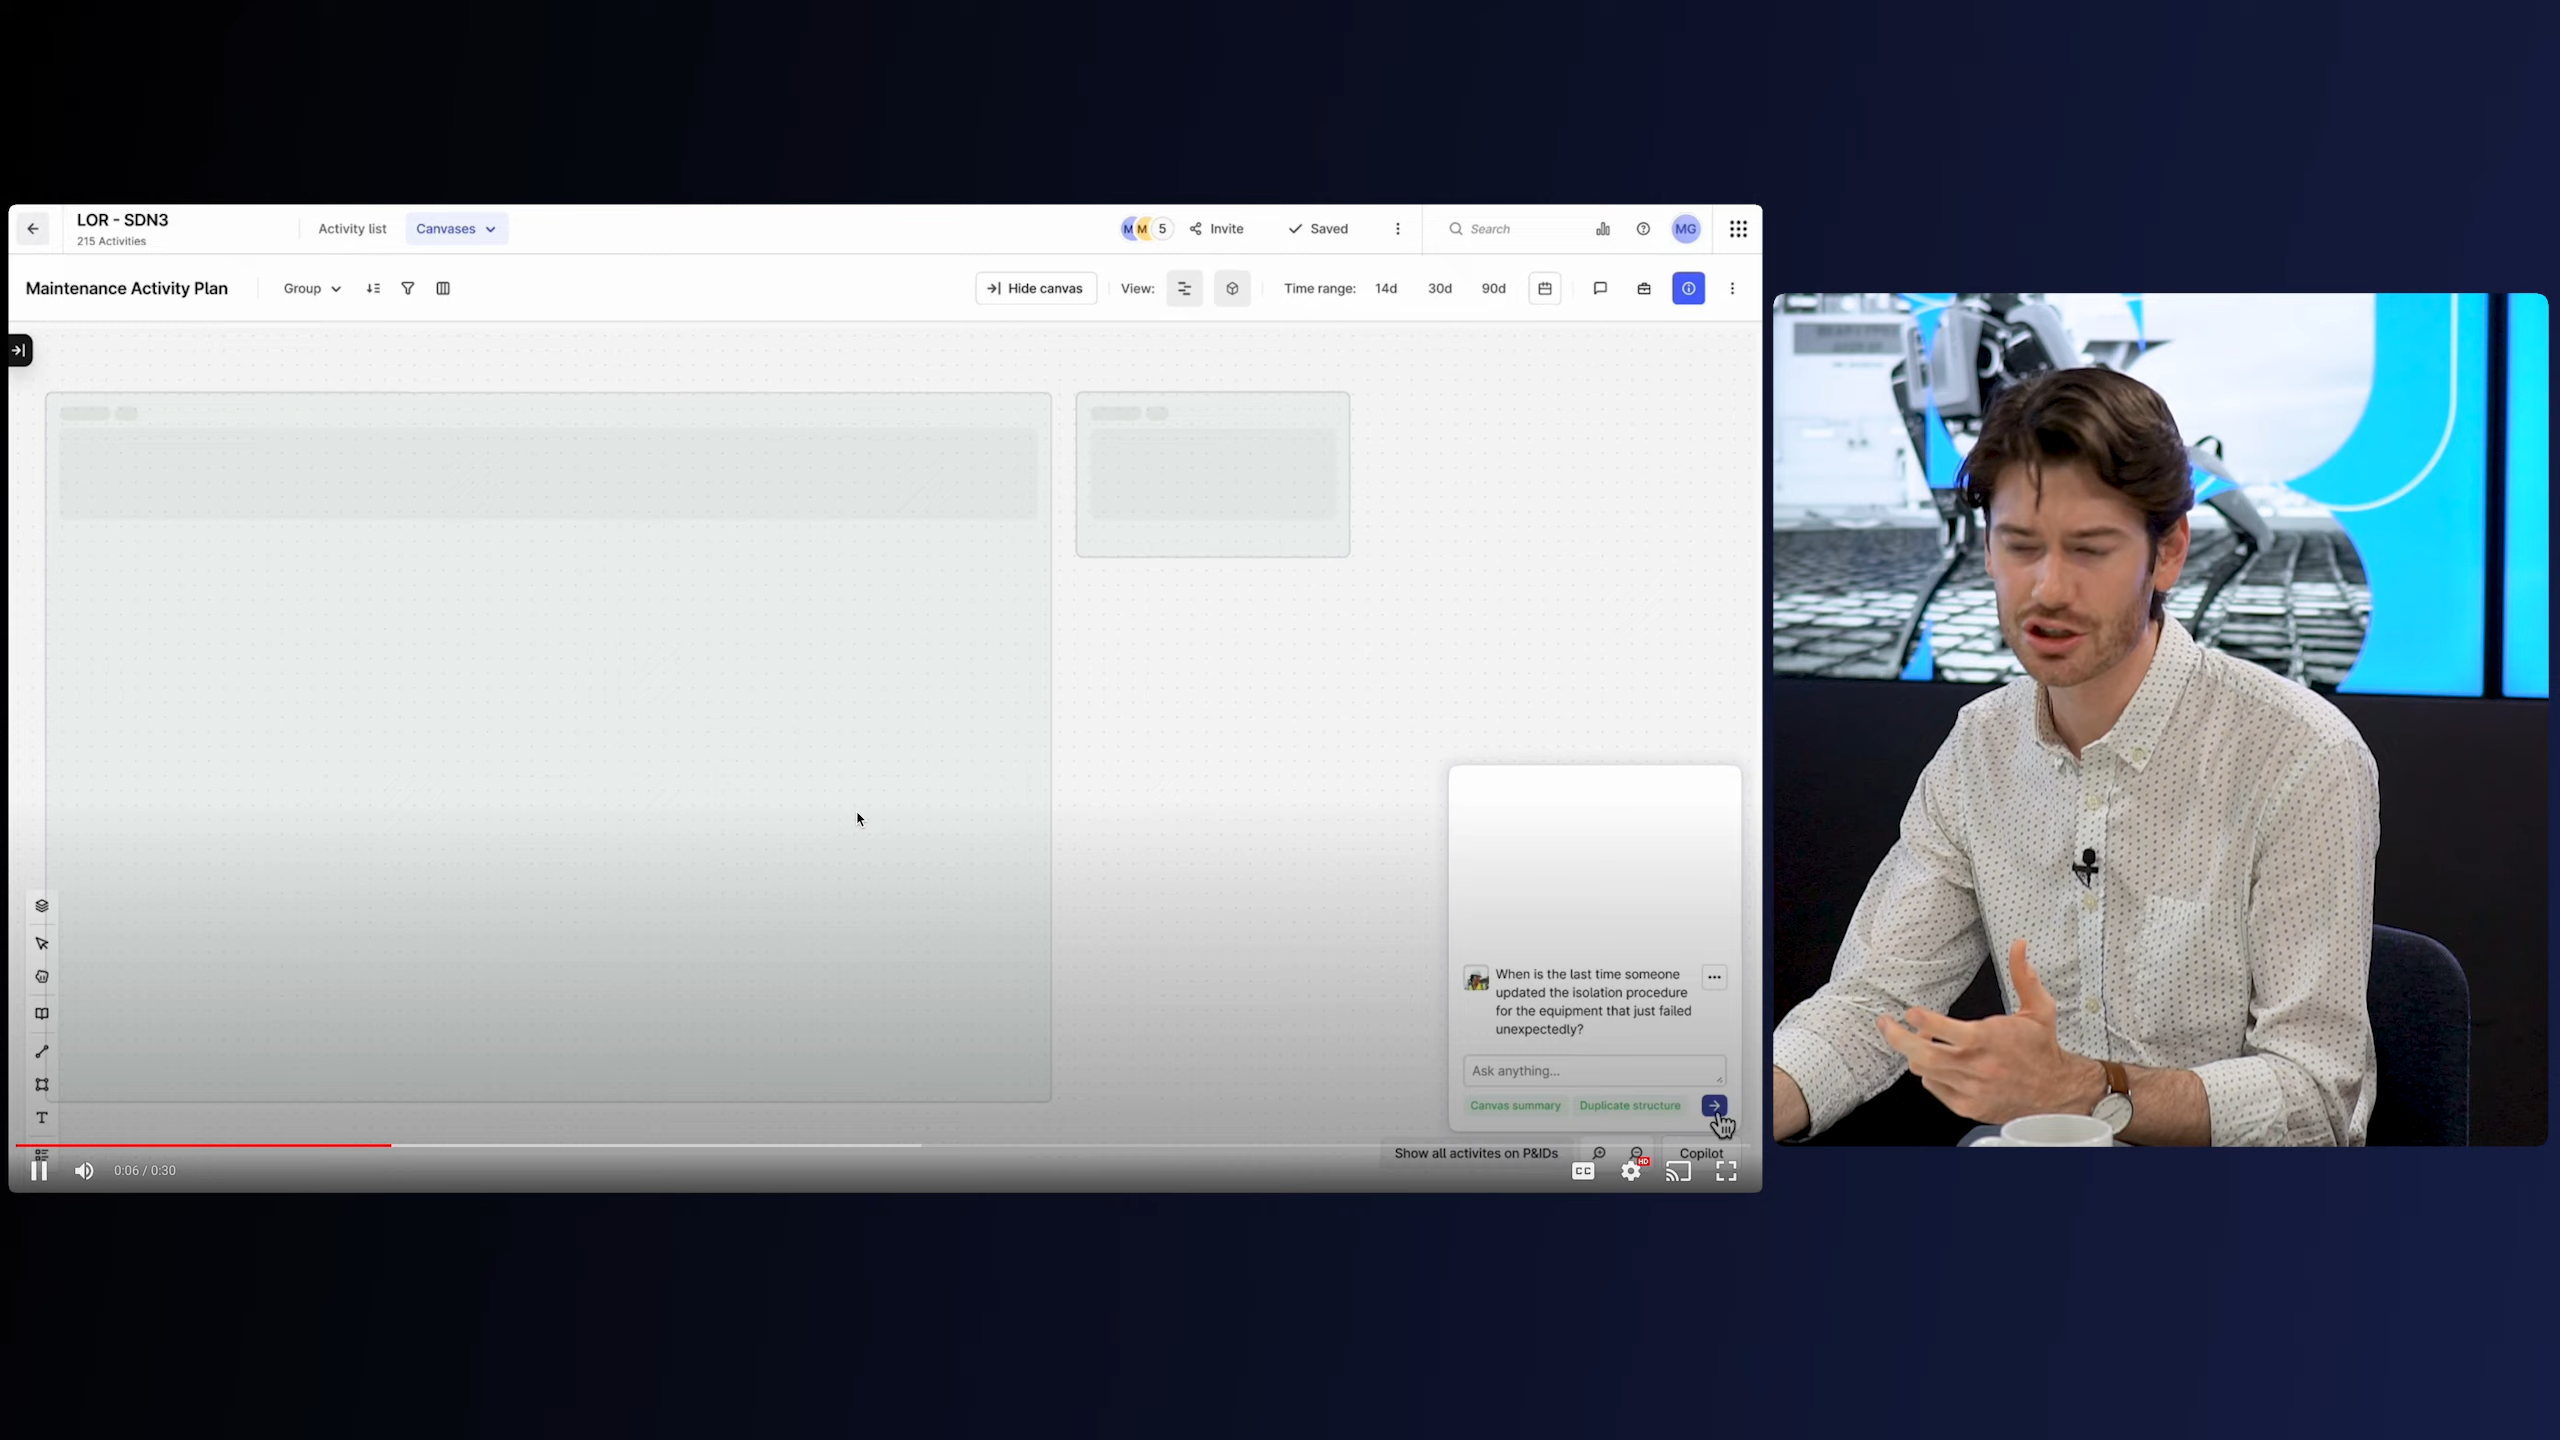 LOR - SDN3
215 Activities
Activity list
Canvases
M M 5
Invite
Saved
Search
MG
Maintenance Activity Plan
Group
Hide canvas
View:
Time range:
14d
30d
90d
When is the last time someone
updated the isolation procedure
for the equipment that just failed
unexpectedly?
Ask anything...
Canvas summary
Duplicate structure
T
Show all activites on P&IDs
Copilot
0:06 / 0:30
CC
HD